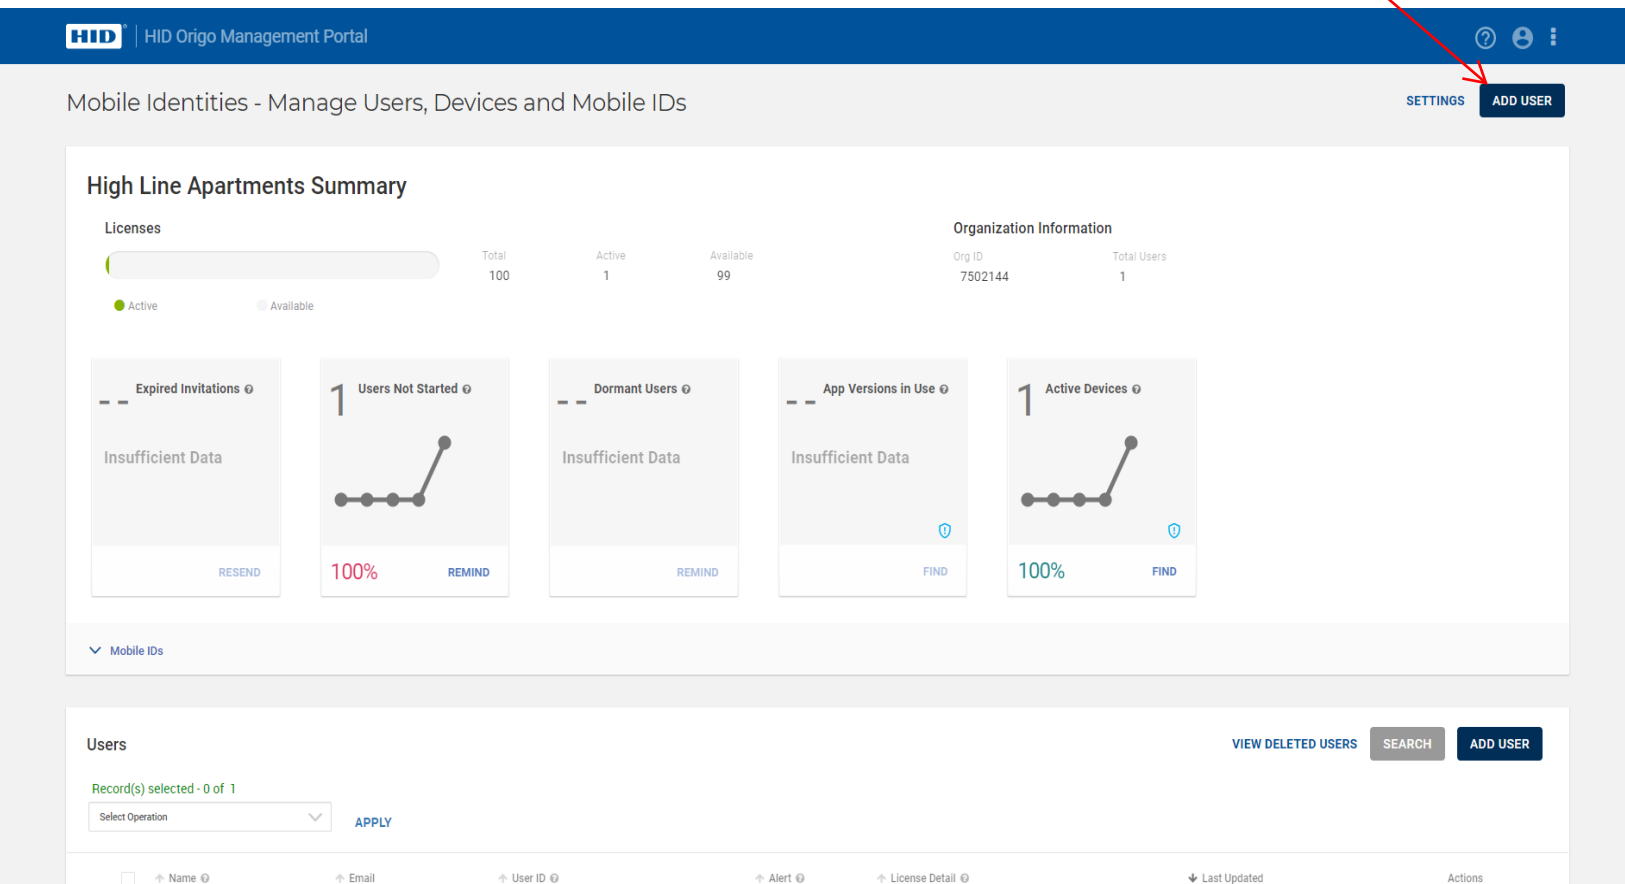 HID | HID Origo Management Portal
Mobile Identities - Manage Users, Devices and Mobile IDs
SETTINGS ADD USER
High Line Apartments Summary
Licenses
Organization Information
Total Active Available
Org ID Total Users
100 1 99
7502144 1
Active Available
-- Expired Invitations
1 Users Not Started
-- Dormant Users
-- App Versions in Use
1 Active Devices
Insufficient Data
Insufficient Data
Insufficient Data
RESEND
100% REMIND
REMIND
FIND
100% FIND
Mobile IDs
Users
VIEW DELETED USERS SEARCH ADD USER
Record(s) selected - 0 of 1
Select Operation
APPLY
Name Email User ID Alert License Detail Last Updated Actions